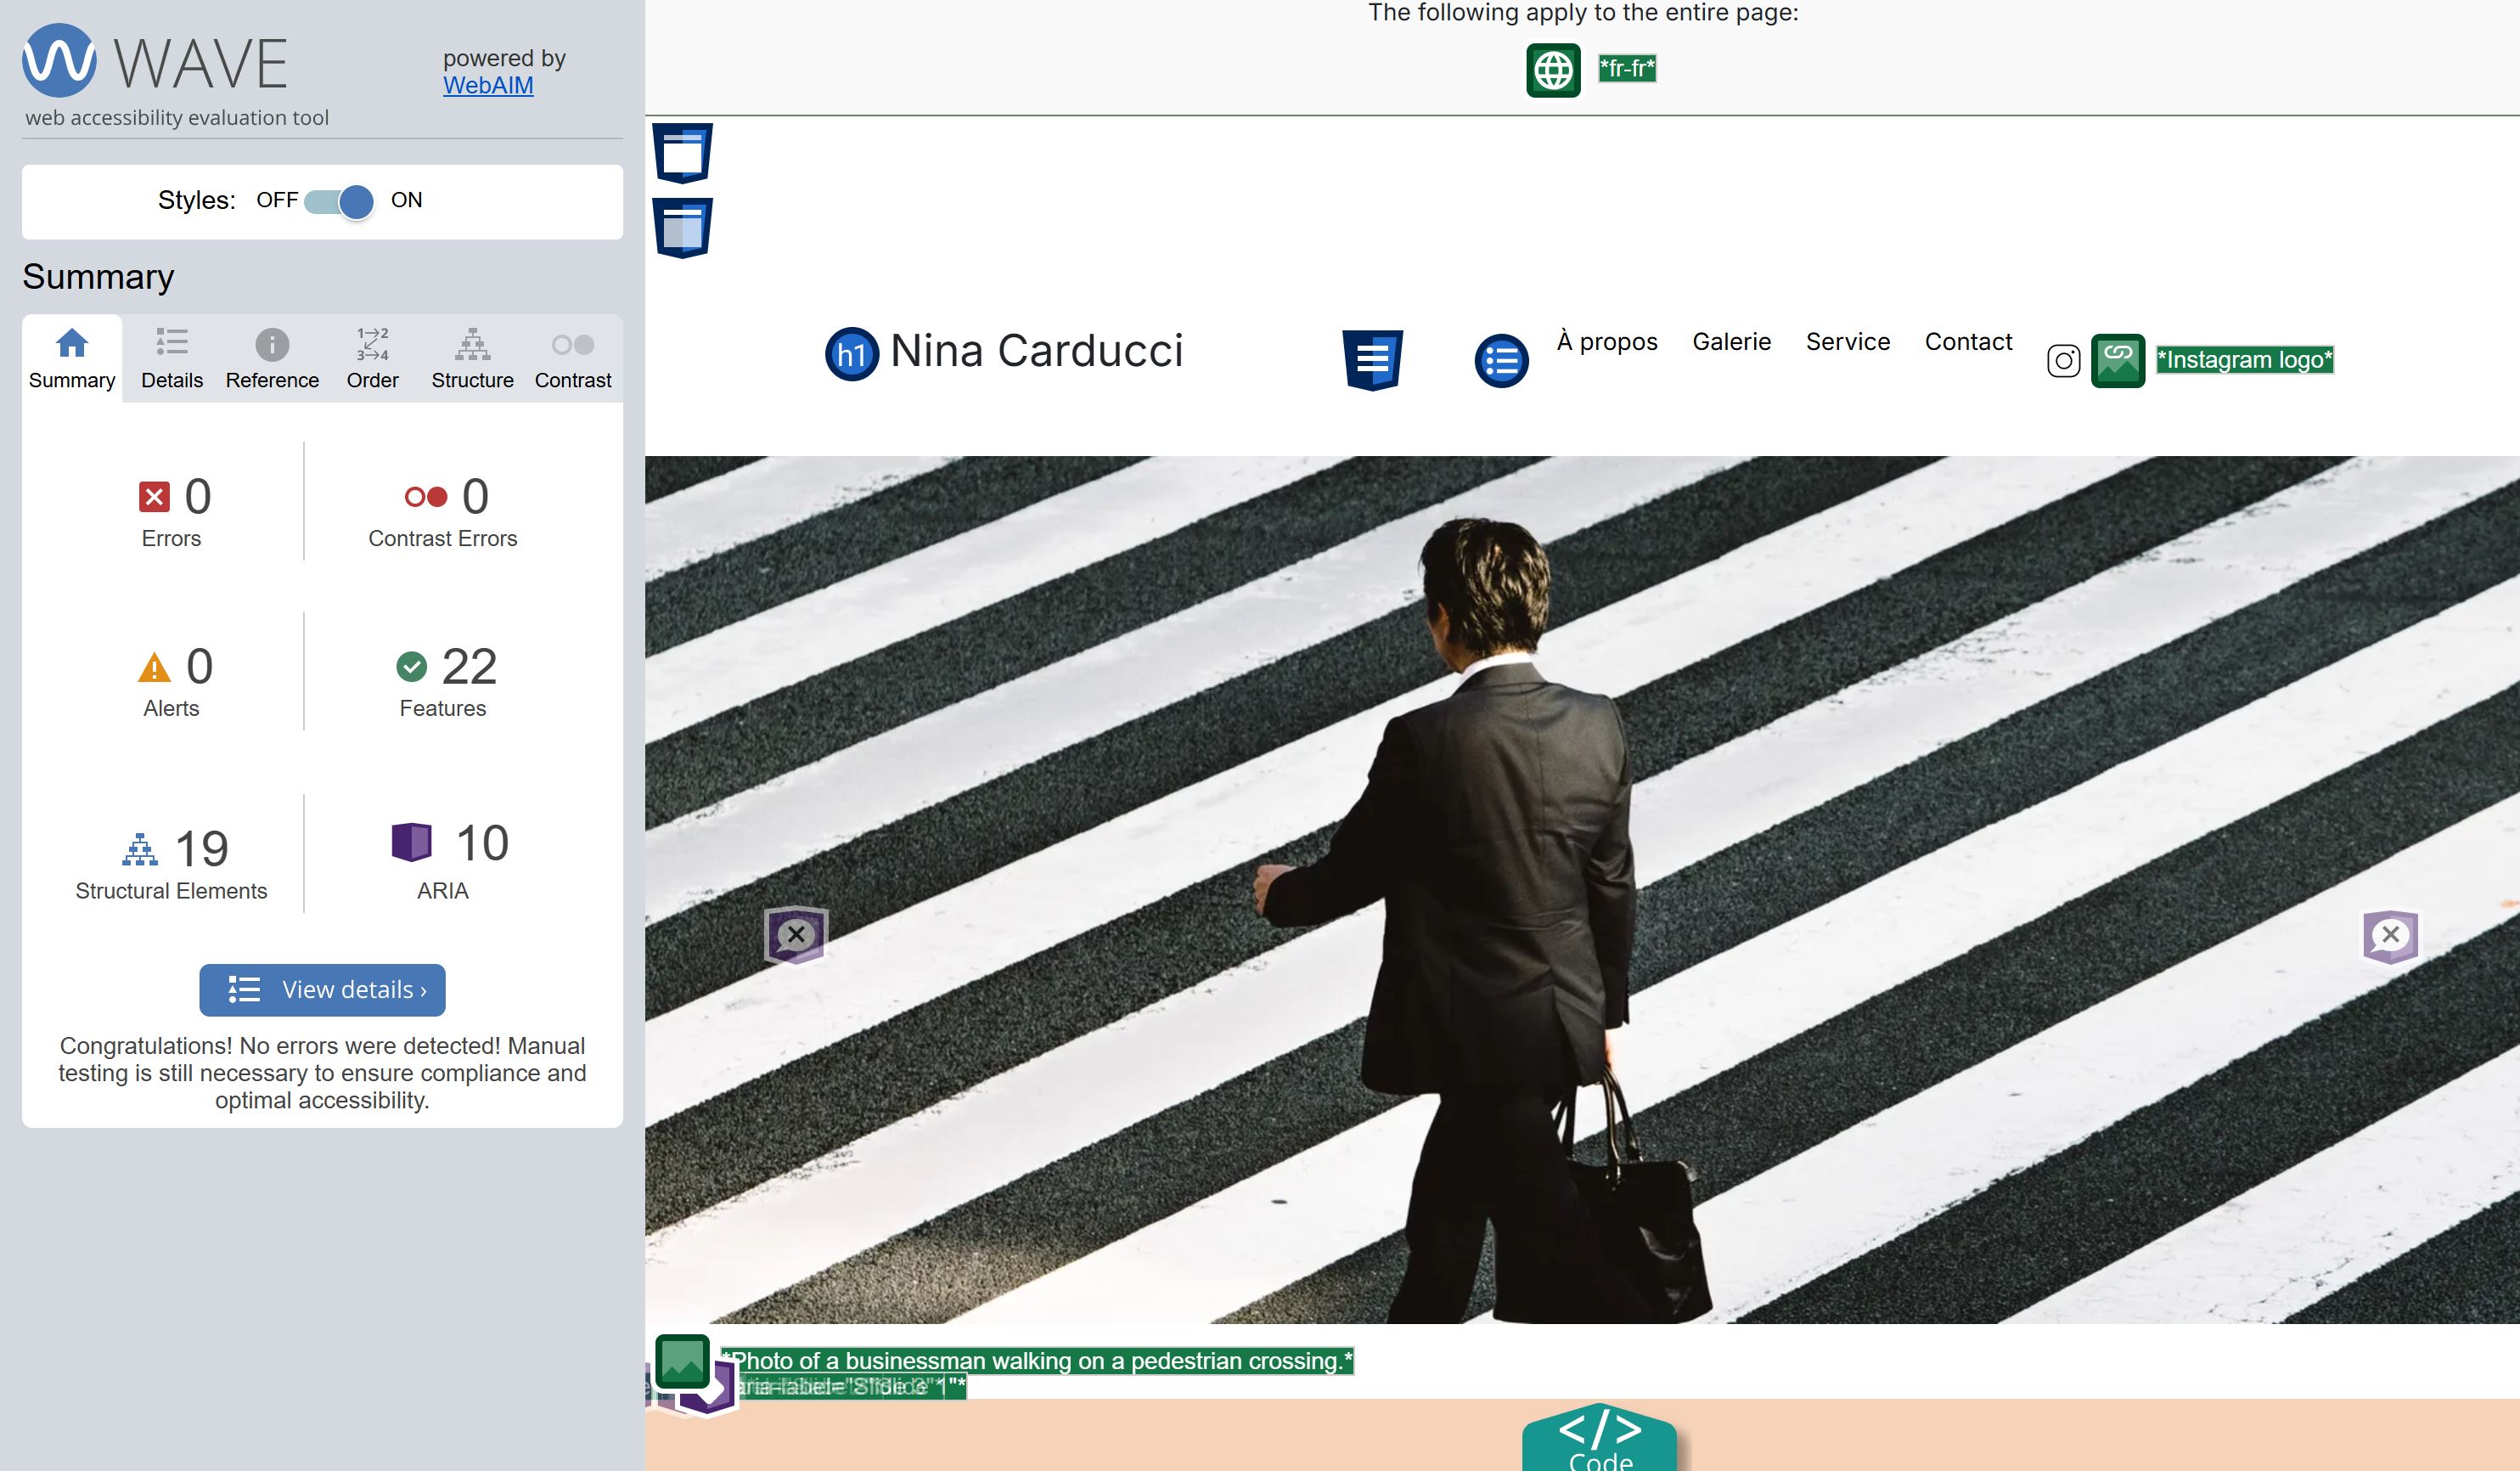 WAVE
web accessibility evaluation tool
powered by
WebAIM
Styles: OFF ON
Summary
Summary
Details
Reference
1→2
3→4
Order
Structure
Contrast
0
Errors
0
Contrast Errors
0
Alerts
22
Features
19
Structural Elements
10
ARIA
View details ›
Congratulations! No errors were detected! Manual
testing is still necessary to ensure compliance and
optimal accessibility.
The following apply to the entire page:
*fr-fr*
h1 Nina Carducci
À propos
Galerie
Service
Contact
*Instagram logo*
*Photo of a businessman walking on a pedestrian crossing.*
</>
Code